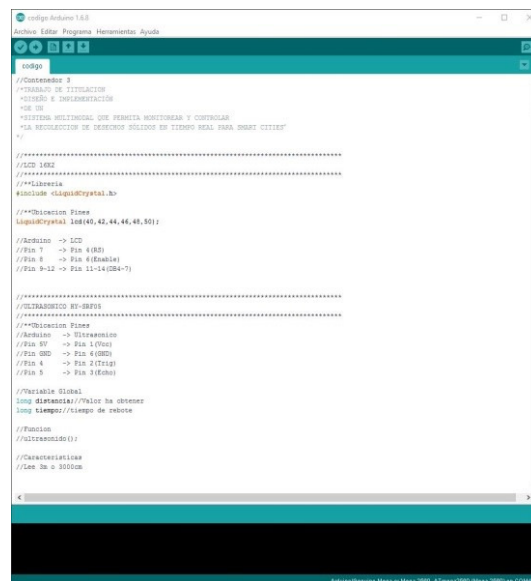 codigo Arduino 1.6.8
Archivo Editar Programa Herramientas Ayuda
codigo
//Contenedor 3
/*TRABAJO DE TITULACION
*DISEÑO E IMPLEMENTACIÓN
*DE UN
*SISTEMA MULTIMODAL QUE PERMITA MONITOREAR Y CONTROLAR
*LA RECOLECCION DE DESECHOS SÓLIDOS EN TIEMPO REAL PARA SMART CITIES"
*/
//******************************************************************************
//LCD 16X2
//******************************************************************************
//**Libreria
#include <LiquidCrystal.h>
//**Ubicacion Pines
LiquidCrystal lcd(40,42,44,46,48,50);
//Arduino -> LCD
//Pin 7 -> Pin 4(RS)
//Pin 8 -> Pin 6(Enable)
//Pin 9-12 -> Pin 11-14(DB4-7)
//******************************************************************************
//ULTRASONICO HY-SRF05
//******************************************************************************
//**Ubicacion Pines
//Arduino -> Ultrasonico
//Pin 5V -> Pin 1(Vcc)
//Pin GND -> Pin 6(GND)
//Pin 4 -> Pin 2(Trig)
//Pin 5 -> Pin 3(Echo)
//Variable Global
long distancia;//Valor ha obtener
long tiempo;//tiempo de rebote
//Funcion
//ultrasonido();
//Caracteristicas
//Lee 3m o 3000cm